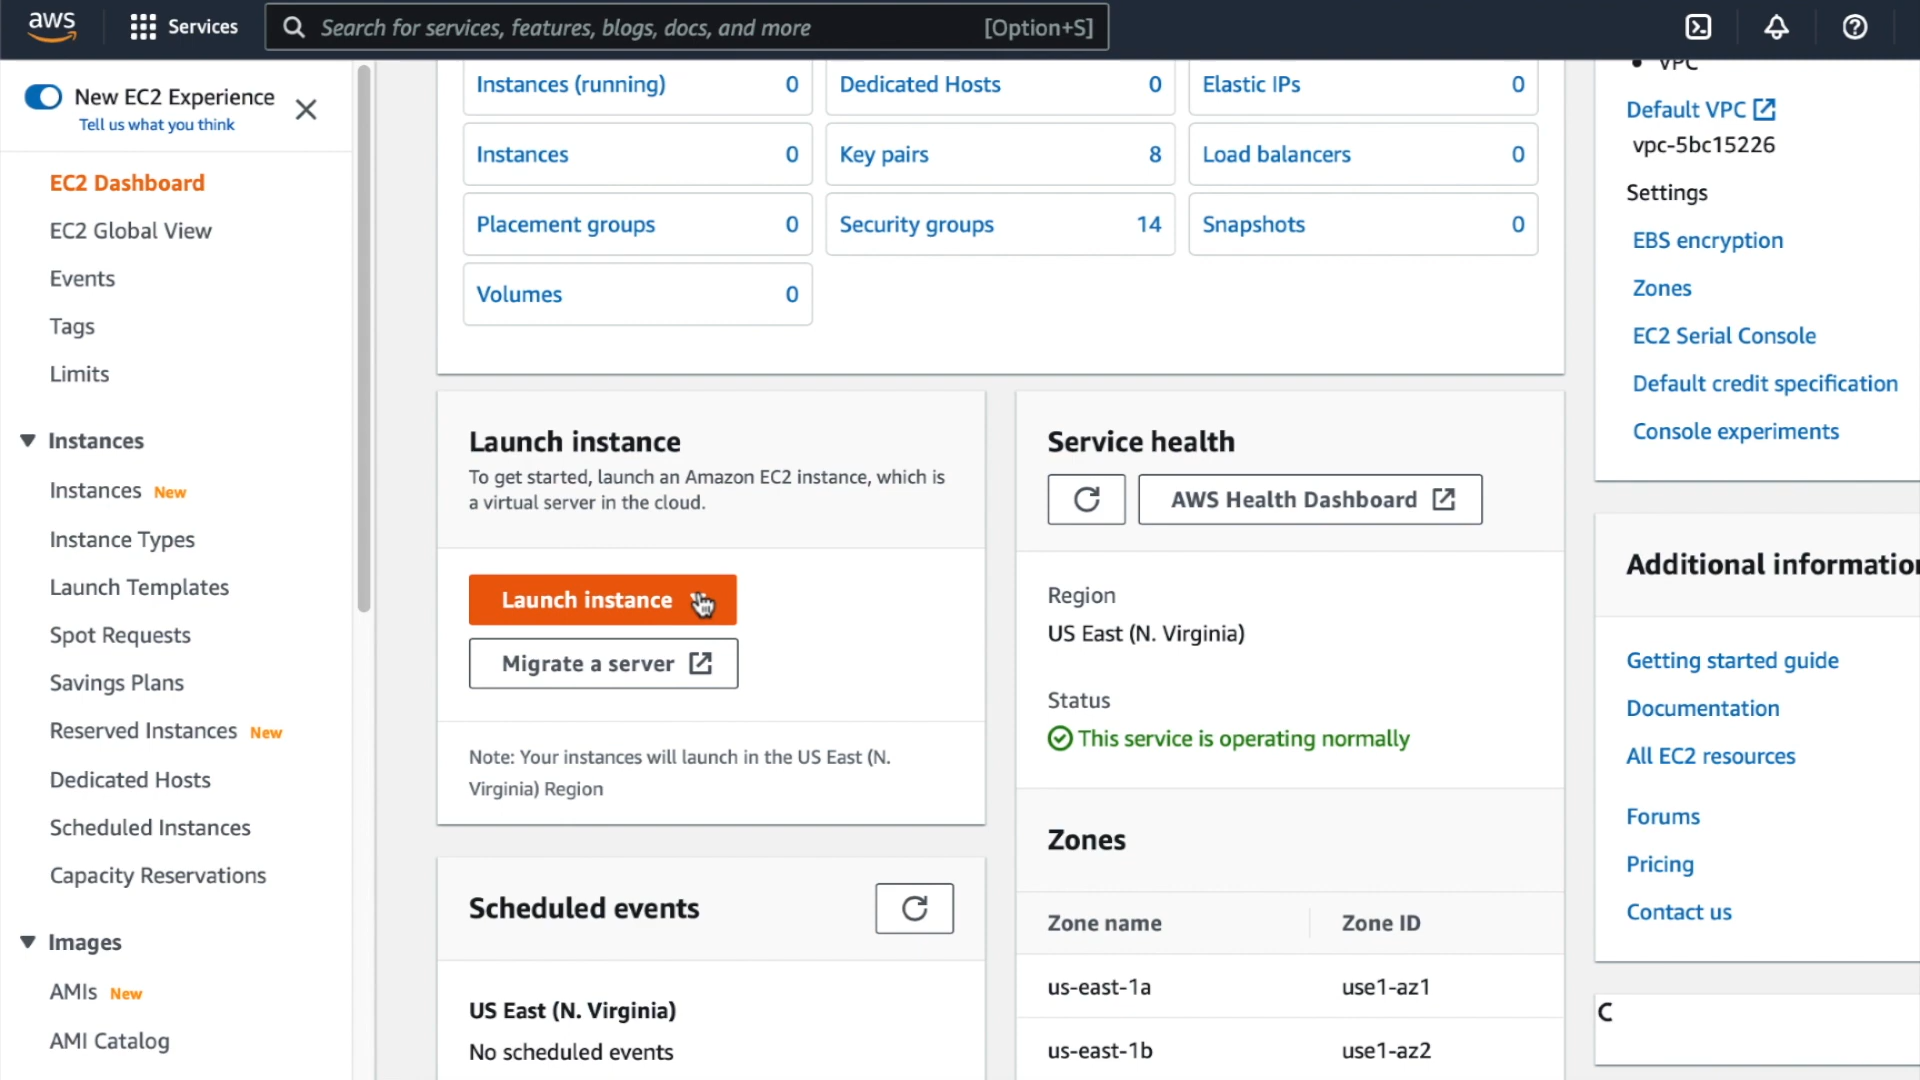 aws
Services
Search for services, features, blogs, docs, and more
[Option+S]
New EC2 Experience
Tell us what you think
EC2 Dashboard
EC2 Global View
Events
Tags
Limits
Instances
Instances New
Instance Types
Launch Templates
Spot Requests
Savings Plans
Reserved Instances New
Dedicated Hosts
Scheduled Instances
Capacity Reservations
Images
AMIs New
AMI Catalog
Instances (running) 0
Dedicated Hosts 0
Elastic IPs 0
Instances 0
Key pairs 8
Load balancers 0
Placement groups 0
Security groups 14
Snapshots 0
Volumes 0
Launch instance
To get started, launch an Amazon EC2 instance, which is
a virtual server in the cloud.
Launch instance
Migrate a server
Note: Your instances will launch in the US East (N.
Virginia) Region
Scheduled events
US East (N. Virginia)
No scheduled events
Service health
AWS Health Dashboard
Region
US East (N. Virginia)
Status
This service is operating normally
Zones
Zone name Zone ID
us-east-1a use1-az1
us-east-1b use1-az2
VPC
Default VPC
vpc-5bc15226
Settings
EBS encryption
Zones
EC2 Serial Console
Default credit specification
Console experiments
Additional informatio
Getting started guide
Documentation
All EC2 resources
Forums
Pricing
Contact us
C